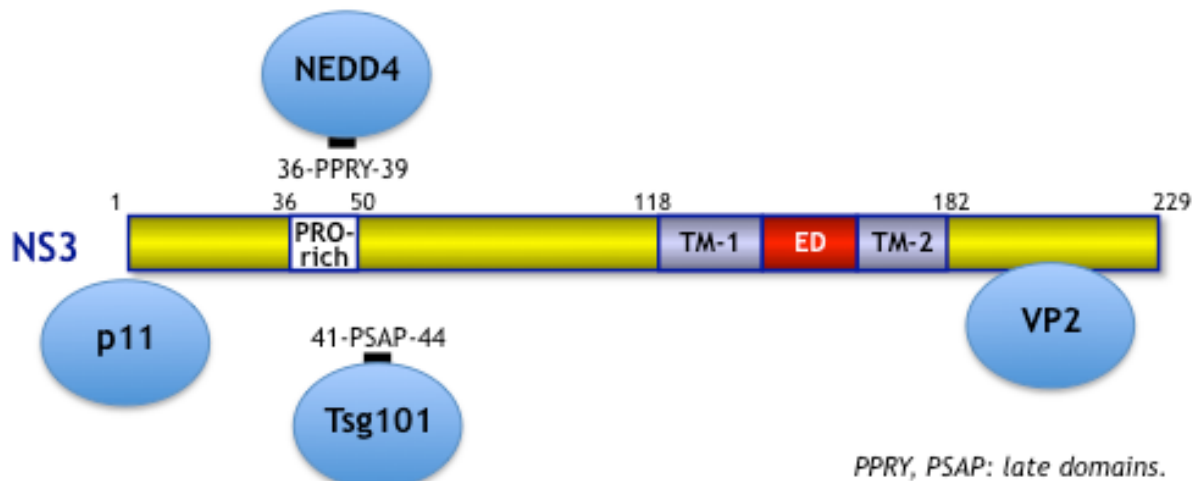 NEDD4
36-PPRY-39
1 36 50 118 182 229
NS3
PRO-
rich
TM-1 ED TM-2
p11
VP2
41-PSAP-44
Tsg101
PPRY, PSAP: late domains.